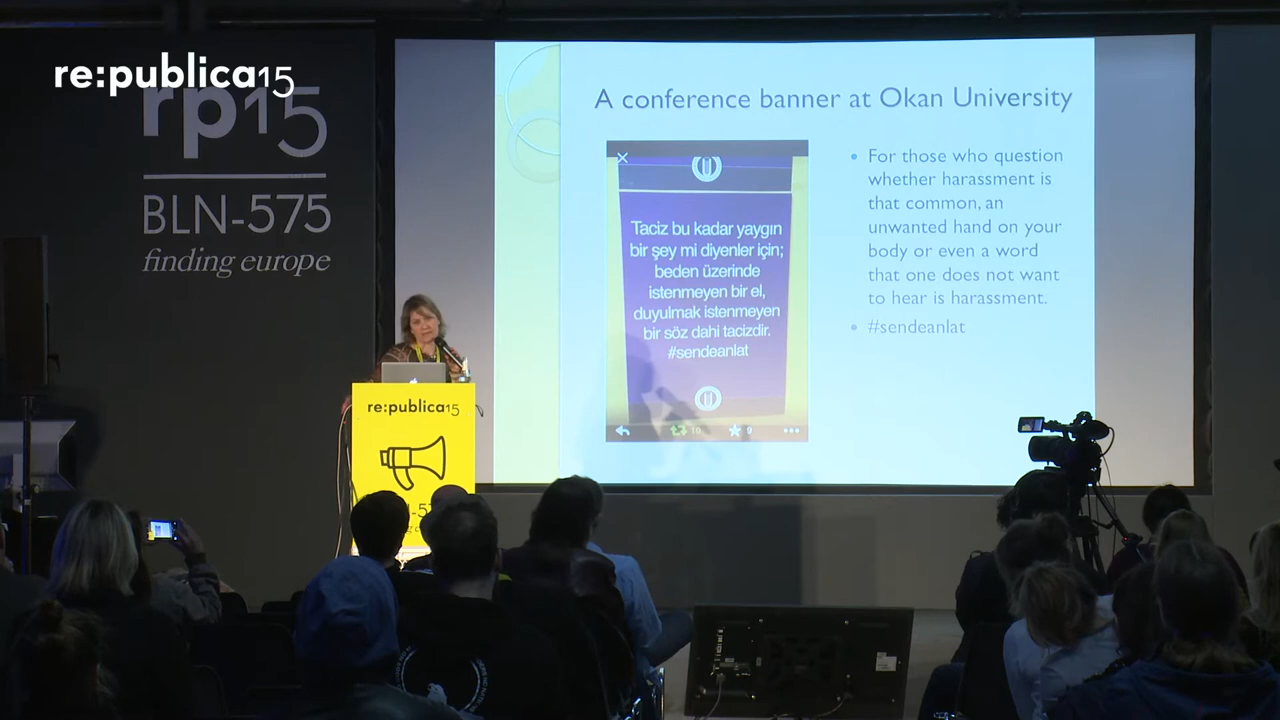 re:publica15
rp15
BLN-575
finding europe
A conference banner at Okan University
Taciz bu kadar yaygın
bir şey mi diyenler için;
beden üzerinde
istenmeyen bir el,
duyulmak istenmeyen
bir söz dahi tacizdir.
#sendeanlat
10
9
• For those who question
whether harassment is
that common, an
unwanted hand on your
body or even a word
that one does not want
to hear is harassment.
• #sendeanlat
re:publica15